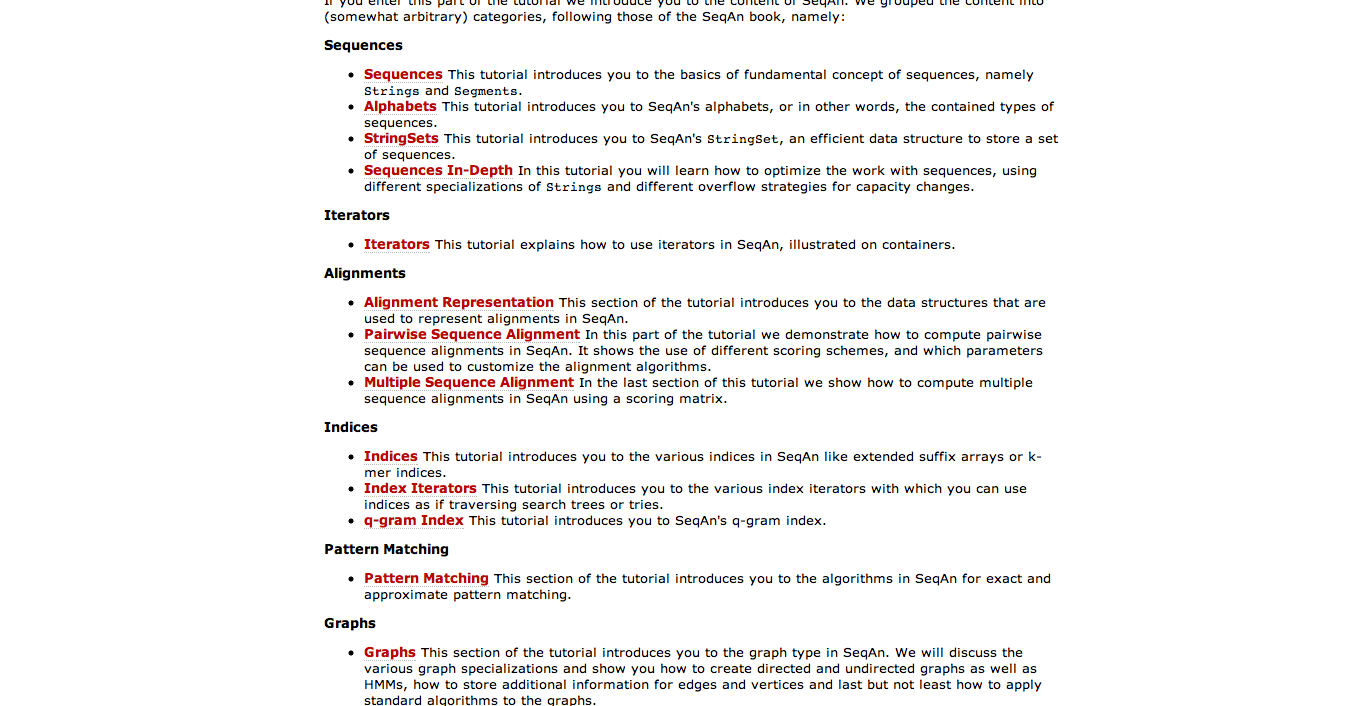 If you enter this part of the tutorial we introduce you to the content of SeqAn. We grouped the content into
(somewhat arbitrary) categories, following those of the SeqAn book, namely:
Sequences
• Sequences This tutorial introduces you to the basics of fundamental concept of sequences, namely
Strings and Segments.
• Alphabets This tutorial introduces you to SeqAn's alphabets, or in other words, the contained types of
sequences.
• StringSets This tutorial introduces you to SeqAn's StringSet, an efficient data structure to store a set
of sequences.
• Sequences In-Depth In this tutorial you will learn how to optimize the work with sequences, using
different specializations of Strings and different overflow strategies for capacity changes.
Iterators
• Iterators This tutorial explains how to use iterators in SeqAn, illustrated on containers.
Alignments
• Alignment Representation This section of the tutorial introduces you to the data structures that are
used to represent alignments in SeqAn.
• Pairwise Sequence Alignment In this part of the tutorial we demonstrate how to compute pairwise
sequence alignments in SeqAn. It shows the use of different scoring schemes, and which parameters
can be used to customize the alignment algorithms.
• Multiple Sequence Alignment In the last section of this tutorial we show how to compute multiple
sequence alignments in SeqAn using a scoring matrix.
Indices
• Indices This tutorial introduces you to the various indices in SeqAn like extended suffix arrays or k-
mer indices.
• Index Iterators This tutorial introduces you to the various index iterators with which you can use
indices as if traversing search trees or tries.
• q-gram Index This tutorial introduces you to SeqAn's q-gram index.
Pattern Matching
• Pattern Matching This section of the tutorial introduces you to the algorithms in SeqAn for exact and
approximate pattern matching.
Graphs
• Graphs This section of the tutorial introduces you to the graph type in SeqAn. We will discuss the
various graph specializations and show you how to create directed and undirected graphs as well as
HMMs, how to store additional information for edges and vertices and last but not least how to apply
standard algorithms to the graphs.